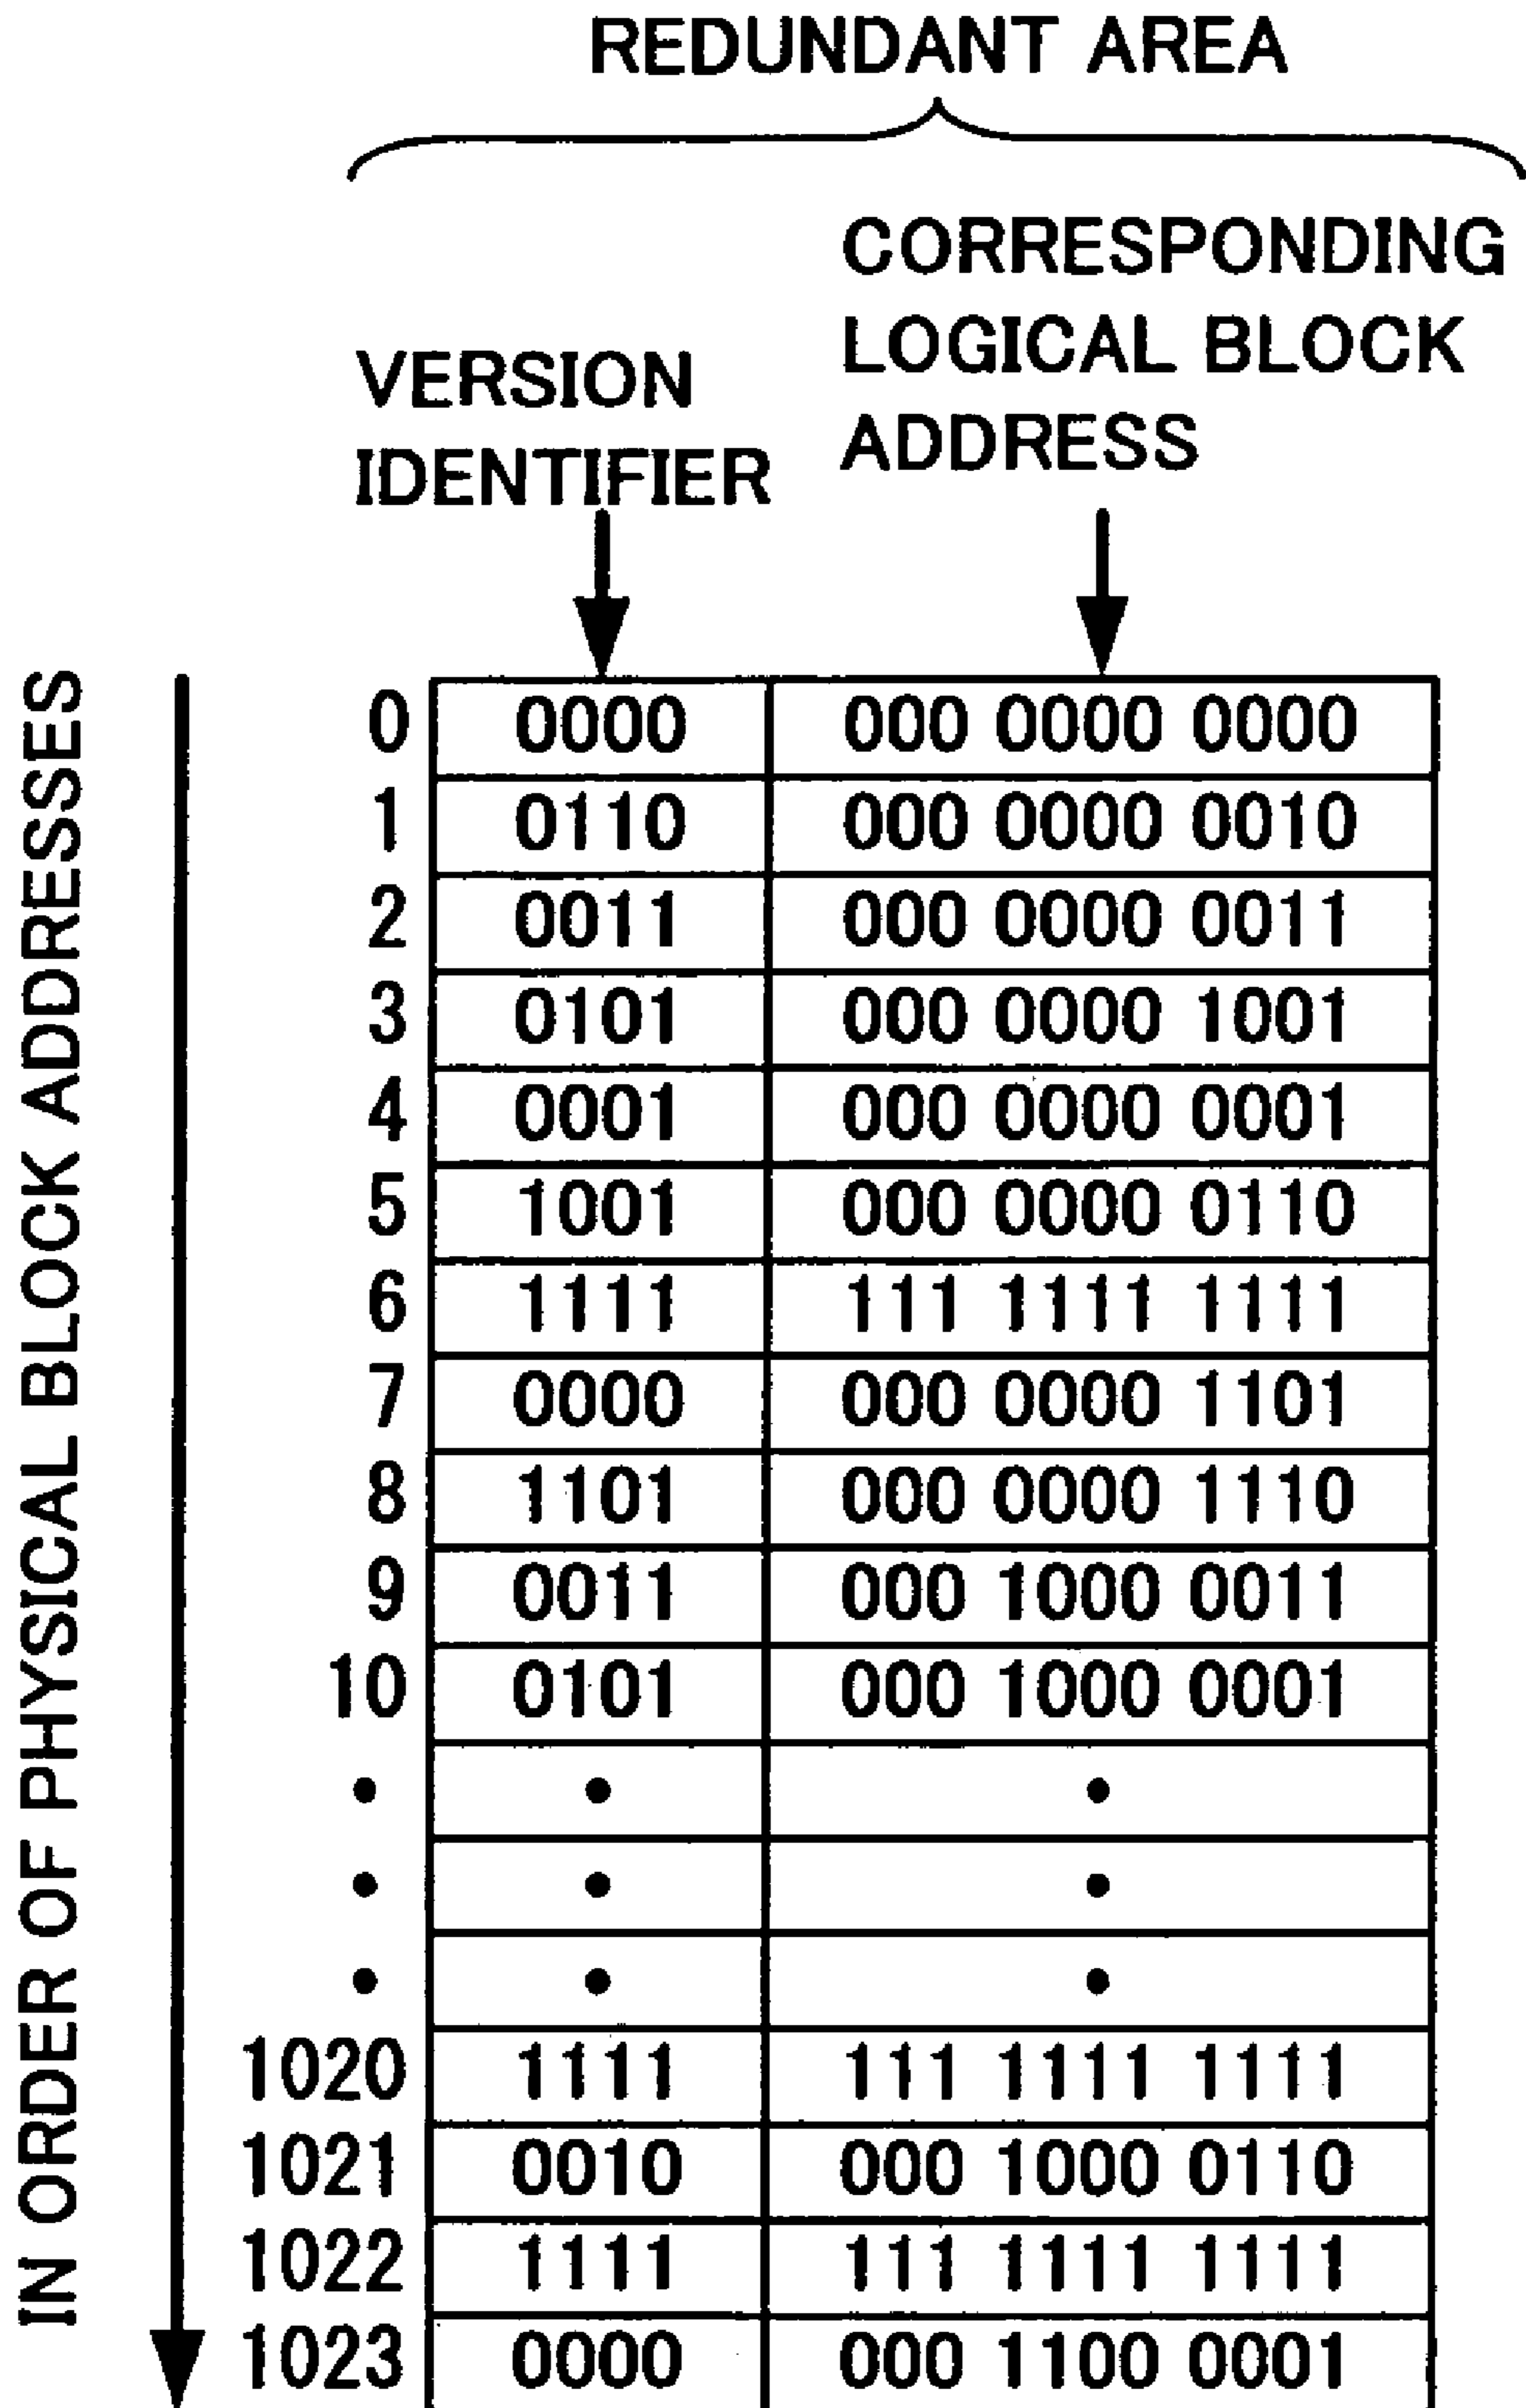 REDUNDANT AREA
VERSION
IDENTIFIER
CORRESPONDING
LOGICAL BLOCK
ADDRESS
IN ORDER OF PHYSICAL BLOCK ADDRESSES
0 0000 000 0000 0000
1 0110 000 0000 0010
2 0011 000 0000 0011
3 0101 000 0000 1001
4 0001 000 0000 0001
5 1001 000 0000 0110
6 1111 111 1111 1111
7 0000 000 0000 1101
8 1101 000 0000 1110
9 0011 000 1000 0011
10 0101 000 1000 0001
• • •
• • •
• • •
1020 1111 111 1111 1111
1021 0010 000 1000 0110
1022 1111 111 1111 1111
1023 0000 000 1100 0001